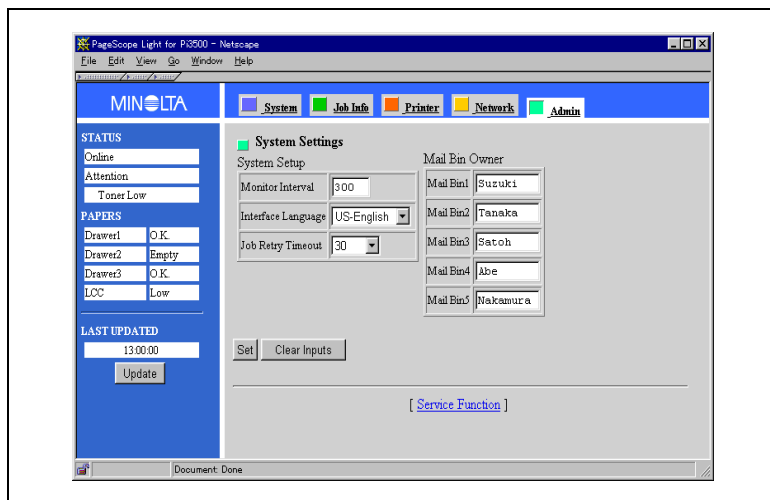 PageScope Light for Pi3500 - Netscape
File Edit View Go Window Help
MINOLTA
System Job Info Printer Network Admin
STATUS
Online
Attention
Toner Low
PAPERS
Drawer1 O.K.
Drawer2 Empty
Drawer3 O.K.
LCC Low
LAST UPDATED
13:00:00
Update
System Settings
System Setup
Monitor Interval 300
Interface Language US-English
Job Retry Timeout 30
Mail Bin Owner
Mail Bin1 Suzuki
Mail Bin2 Tanaka
Mail Bin3 Satoh
Mail Bin4 Abe
Mail Bin5 Nakamura
Set Clear Inputs
[ Service Function ]
Document: Done